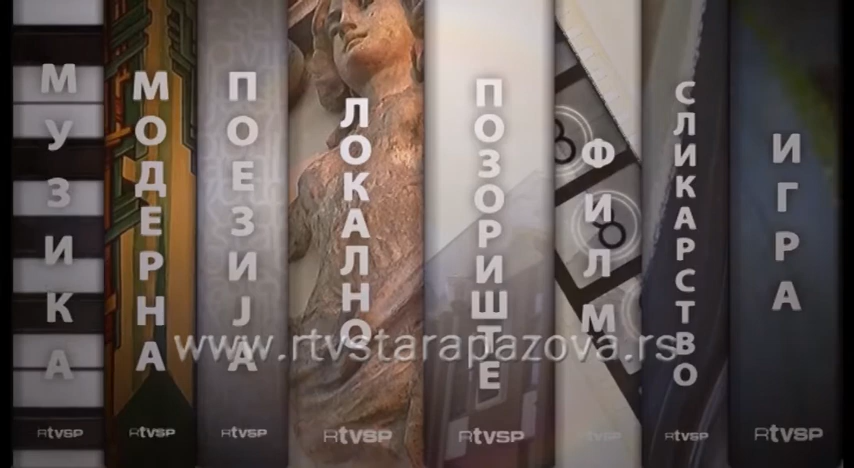 МУЗИКА
МОДЕРНА
ПОЕЗИЈА
ЛОКАЛНО
ПОЗОРИШТЕ
ФИЛМ
СЛИКАРСТВО
ИГРА
www.rtvstarapazova.rs
RTVSP
RTVSP
RTVSP
RTVSP
RTVSP
RTVSP
RTVSP
RTVSP